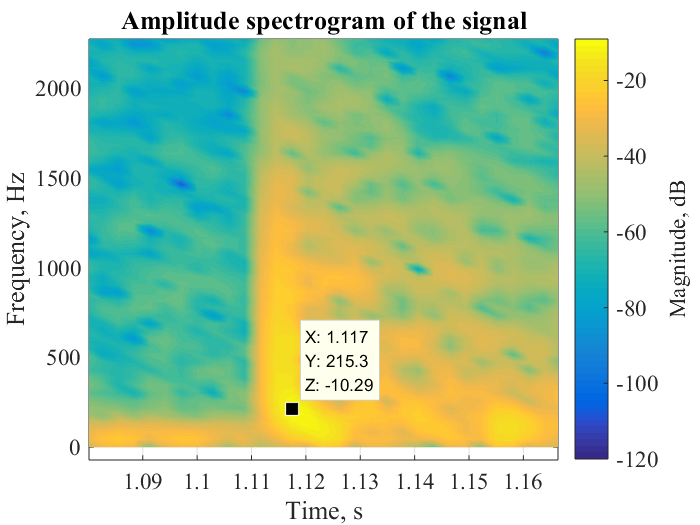 Amplitude spectrogram of the signal
2000
1500
1000
500
0
Frequency, Hz
X: 1.117
Y: 215.3
Z: -10.29
1.09 1.1 1.11 1.12 1.13 1.14 1.15 1.16
Time, s
-20
-40
-60
-80
-100
-120
Magnitude, dB